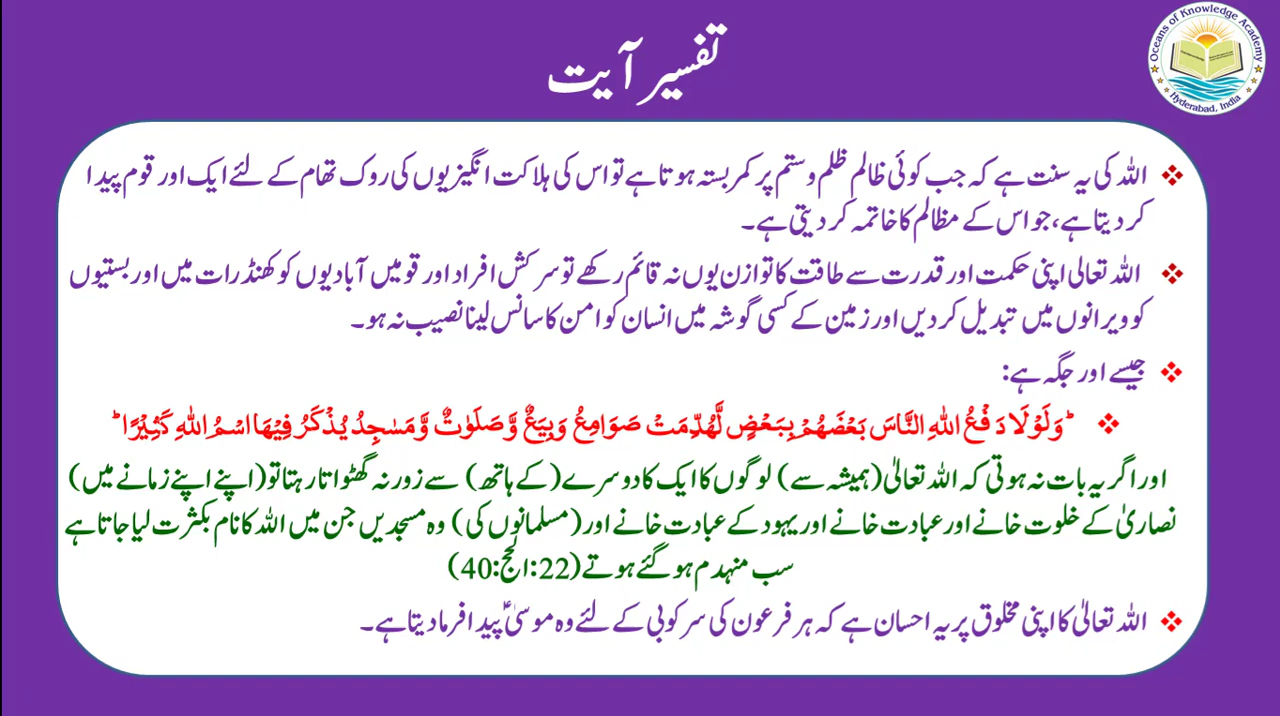 Oceans of Knowledge Academy
Hyderabad, India
تفسیر آیت
اللہ کی یہ سنت ہے کہ جب کوئی ظالم ظلم و ستم پر کمر بستہ ہوتا ہے تو اس کی ہلاکت انگیزیوں کی روک تھام کے لئے ایک اور قوم پیدا
کر دیتا ہے، جو اس کے مظالم کا خاتمہ کر دیتی ہے۔
اللہ تعالی اپنی حکمت اور قدرت سے طاقت کا توازن یوں نہ قائم رکھے تو سرکش افراد اور قومیں آبادیوں کو کھنڈرات میں اور بستیوں
کو ویرانوں میں تبدیل کر دیں اور زمین کے کسی گوشہ میں انسان کو امن کا سانس لینا نصیب نہ ہو۔
جیسے اور جگہ ہے:
ؕ وَلَوۡلَا دَ فۡعُ اللّٰهِ النَّاسَ بَعۡضَهُمۡ بِبَعۡضٍ لَّهُدِّمَتۡ صَوَامِعُ وَبِيَعٌ وَّصَلَوٰتٌ وَّمَسٰجِدُ يُذۡكَرُ فِيۡهَا اسۡمُ اللّٰهِ كَثِيۡرًا‌ ؕ
اور اگر یہ بات نہ ہوتی کہ اللہ تعالیٰ (ہمیشہ سے) لوگوں کا ایک کا دوسرے (کے ہاتھ) سے زور نہ گھٹواتا رہتا تو (اپنے اپنے زمانے میں)
نصاریٰ کے خلوت خانے اور عبادت خانے اور یہود کے عبادت خانے اور (مسلمانوں کی) وہ مسجدیں جن میں اللہ کا نام بکثرت لیا جاتا ہے
سب منہدم ہو گئے ہوتے (22:الحج:40)
اللہ تعالیٰ کا اپنی مخلوق پر یہ احسان ہے کہ ہر فرعون کی سرکوبی کے لئے وہ موسیٰؑ پیدا فرما دیتا ہے۔